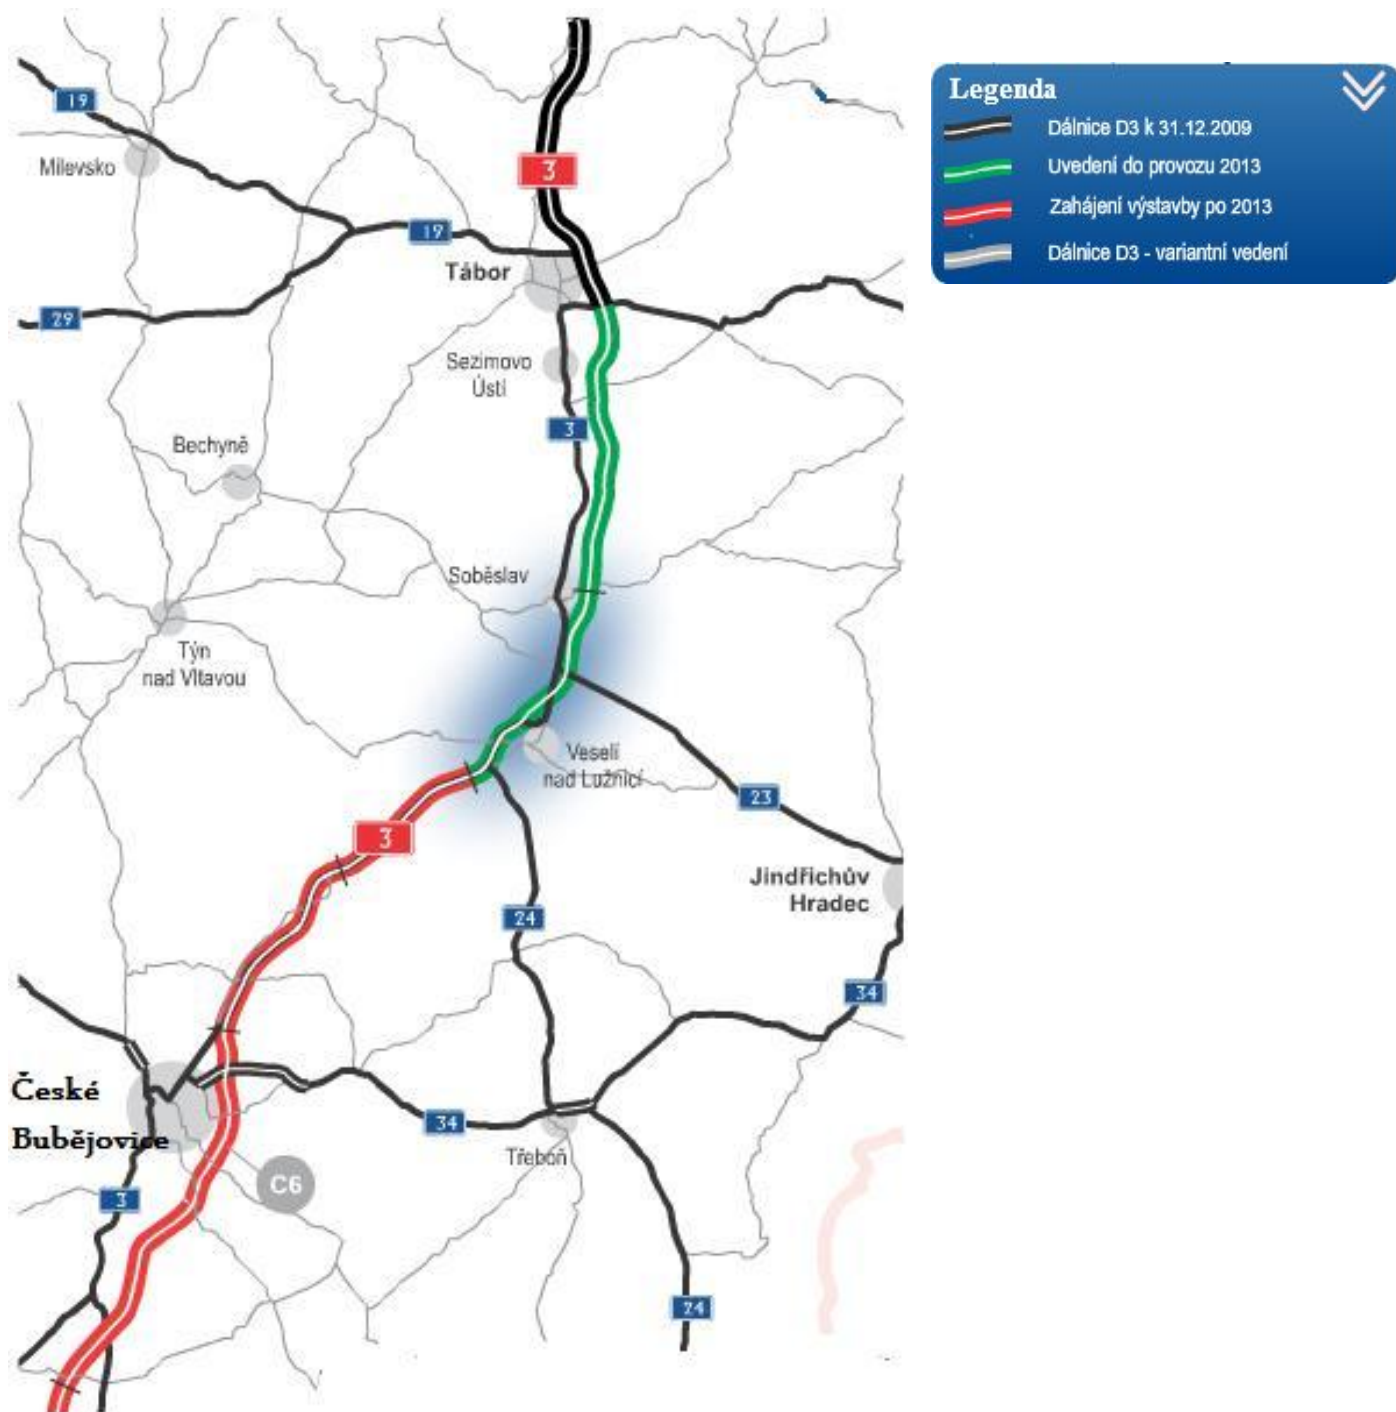 19
Milevsko
3
19
Tábor
29
Sezimovo
Ústí
3
Bechyně
Soběslav
Týn
nad Vltavou
Veselí
nad Lužnicí
23
3
Jindřichův
Hradec
24
34
České
Bubějovice
34
Třeboň
C6
3
24
Legenda
Dálnice D3 k 31.12.2009
Uvedení do provozu 2013
Zahájení výstavby po 2013
Dálnice D3 - variantní vedení